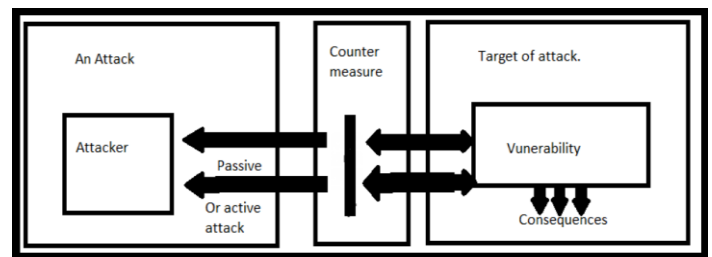 An Attack
Attacker
Passive
Or active
attack
Counter
measure
Target of attack.
Vunerability
Consequences